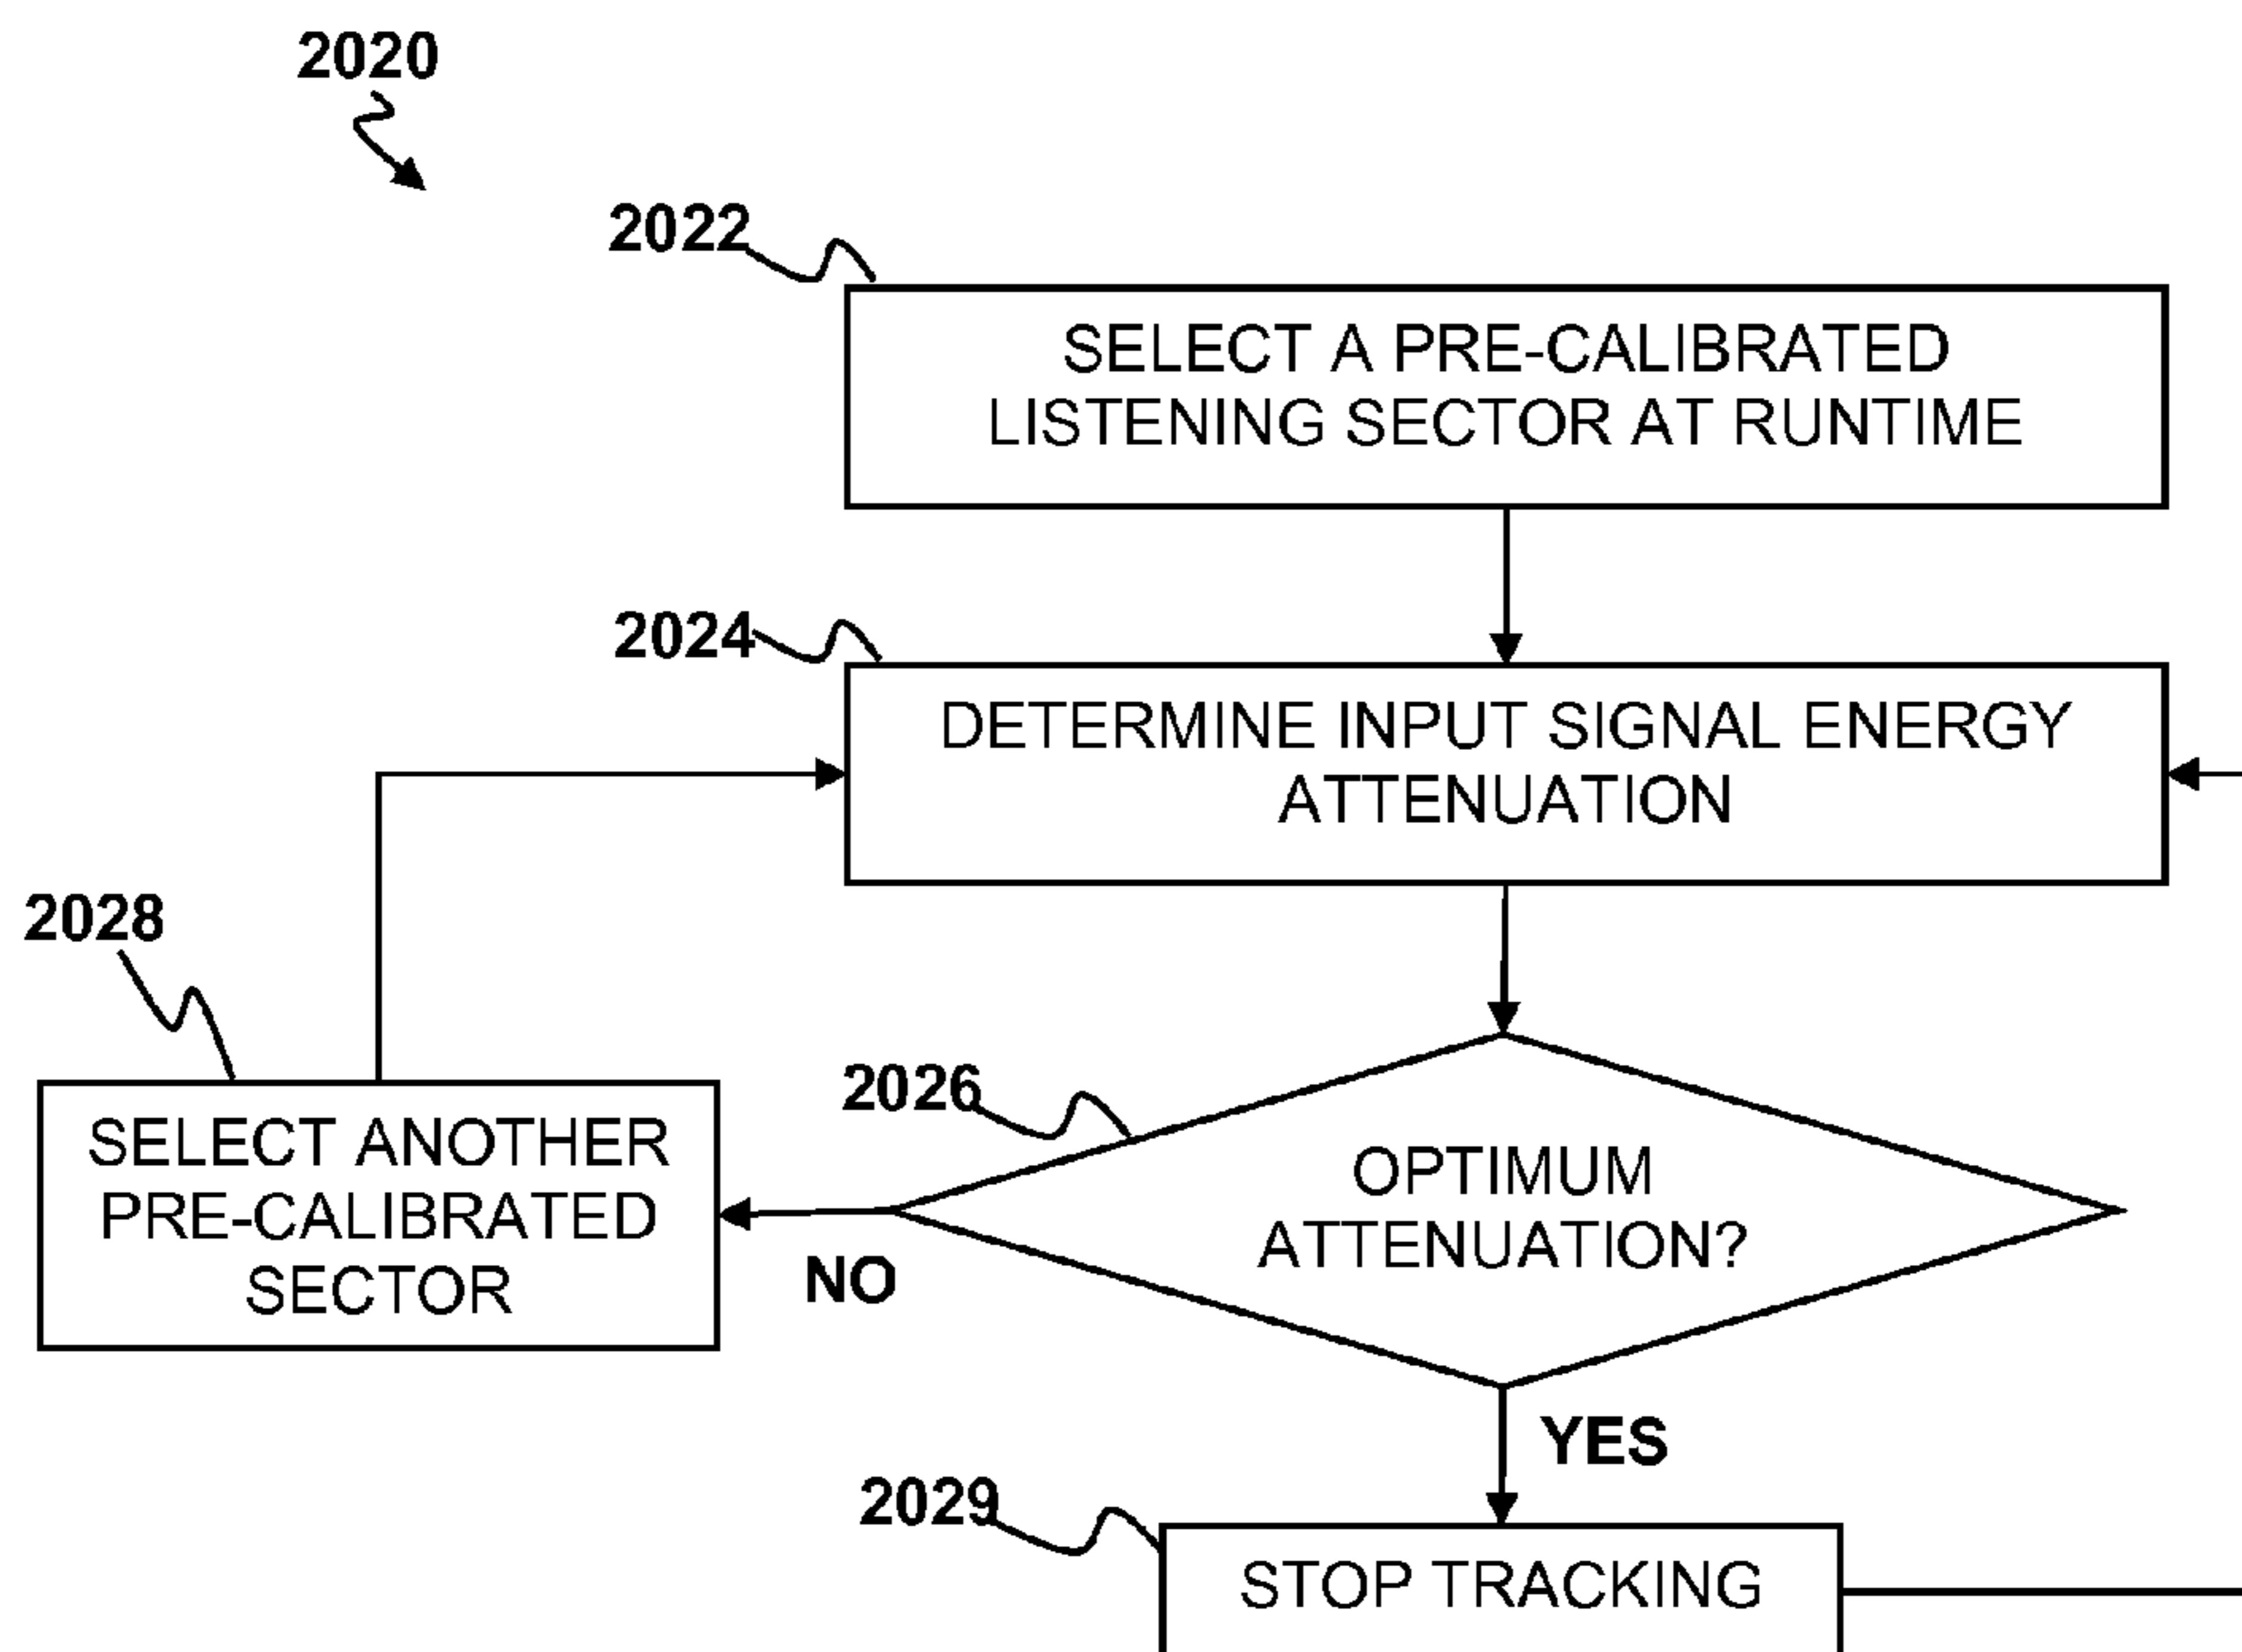 2020
2022
SELECT A PRE-CALIBRATED
LISTENING SECTOR AT RUNTIME
2024
DETERMINE INPUT SIGNAL ENERGY
ATTENUATION
2028
SELECT ANOTHER
PRE-CALIBRATED
SECTOR
2026
OPTIMUM
ATTENUATION?
NO
YES
2029
STOP TRACKING